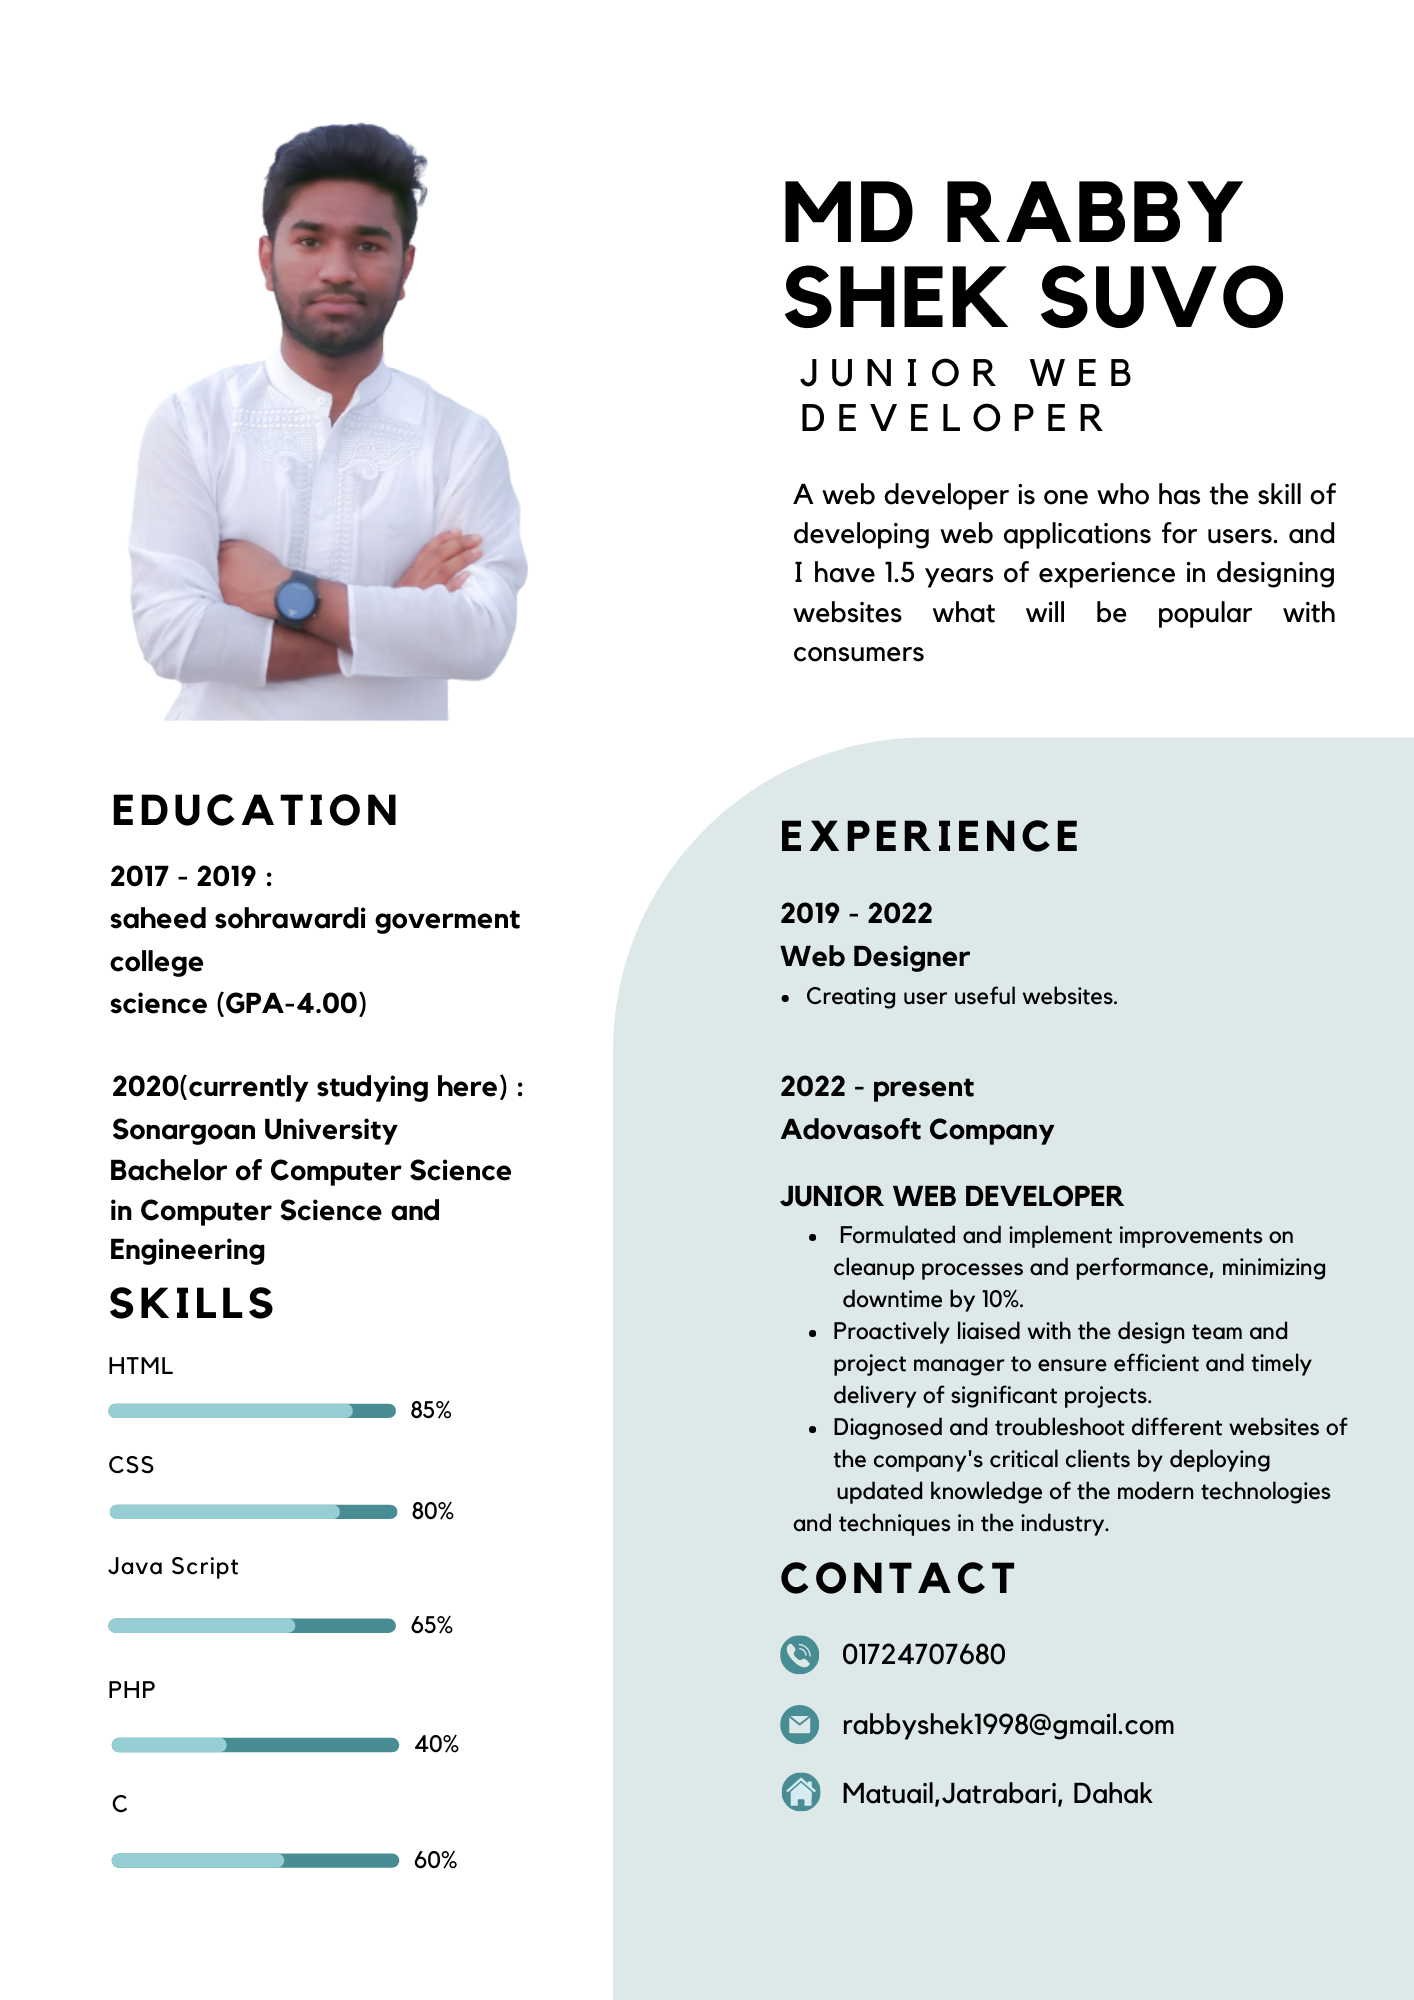 MD RABBY
SHEK SUVO
JUNIOR WEB
DEVELOPER
A web developer is one who has the skill of
developing web applications for users. and
I have 1.5 years of experience in designing
websites what will be popular with
consumers
EDUCATION
2017 - 2019 :
saheed sohrawardi goverment
college
science (GPA-4.00)
2020(currently studying here) :
Sonargoan University
Bachelor of Computer Science
in Computer Science and
Engineering
SKILLS
HTML
85%
CSS
80%
Java Script
65%
PHP
40%
C
60%
EXPERIENCE
2019 - 2022
Web Designer
• Creating user useful websites.
2022 - present
Adovasoft Company
JUNIOR WEB DEVELOPER
• Formulated and implement improvements on
cleanup processes and performance, minimizing
downtime by 10%.
• Proactively liaised with the design team and
project manager to ensure efficient and timely
delivery of significant projects.
• Diagnosed and troubleshoot different websites of
the company's critical clients by deploying
updated knowledge of the modern technologies
and techniques in the industry.
CONTACT
01724707680
rabbyshek1998@gmail.com
Matuail,Jatrabari, Dahak